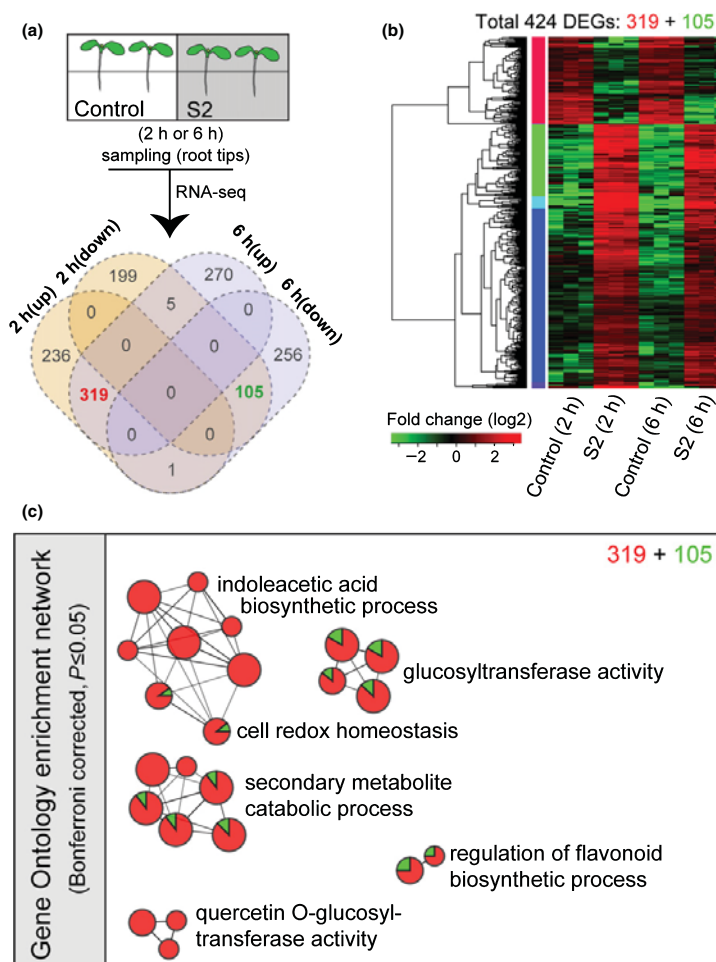 (a)
Control
S2
(2 h or 6 h)
sampling (root tips)
RNA-seq
2 h(up)
2 h(down)
6 h(up)
6 h(down)
199
270
0
5
0
236
0
0
256
319
0
105
0
0
1
(b)
Total 424 DEGs: 319 + 105
Fold change (log2)
−2
0
2
Control (2 h)
S2 (2 h)
Control (6 h)
S2 (6 h)
(c)
Gene Ontology enrichment network
(Bonferroni corrected, P≤0.05)
319 + 105
indoleacetic acid
biosynthetic process
glucosyltransferase activity
cell redox homeostasis
secondary metabolite
catabolic process
regulation of flavonoid
biosynthetic process
quercetin O-glucosyl-
transferase activity